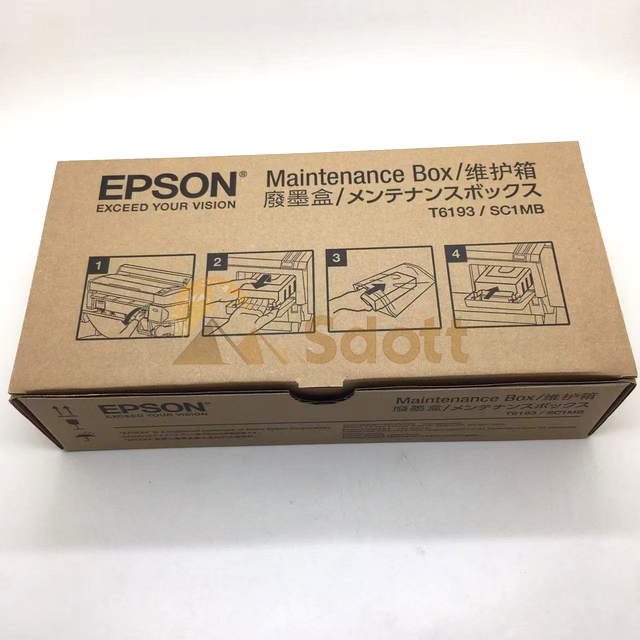 EPSON®
EXCEED YOUR VISION
Maintenance Box/维护箱
廢墨盒/メンテナンスボックス
T6193 / SC1MB
1
2
3
4
Sdott
EPSON®
EXCEED YOUR VISION
Maintenance Box/维护箱
廢墨盒/メンテナンスボックス
T6193 / SC1MB